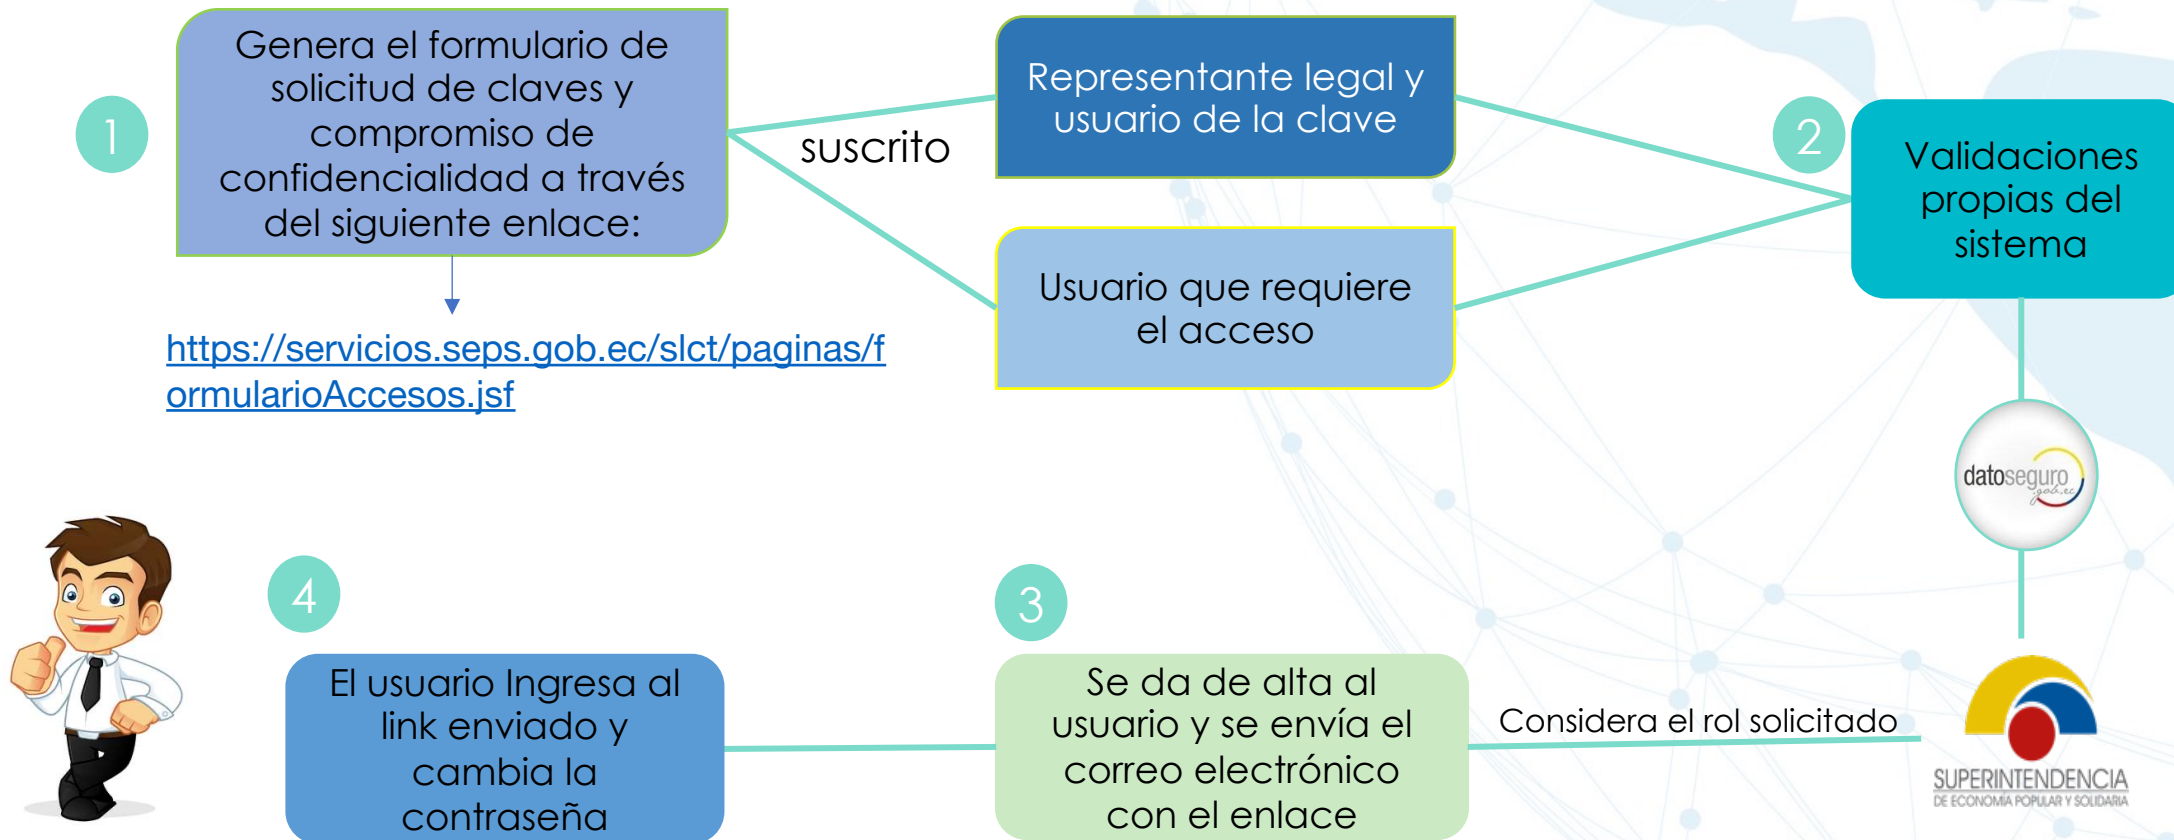 1
Genera el formulario de
solicitud de claves y
compromiso de
confidencialidad a través
del siguiente enlace:
https://servicios.seps.gob.ec/slct/paginas/f
ormularioAccesos.jsf
suscrito
Representante legal y
usuario de la clave
Usuario que requiere
el acceso
2
Validaciones
propias del
sistema
datoseguro
.gob.ec
SUPERINTENDENCIA
DE ECONOMÍA POPULAR Y SOLIDARIA
Considera el rol solicitado
3
Se da de alta al
usuario y se envía el
correo electrónico
con el enlace
4
El usuario Ingresa al
link enviado y
cambia la
contraseña